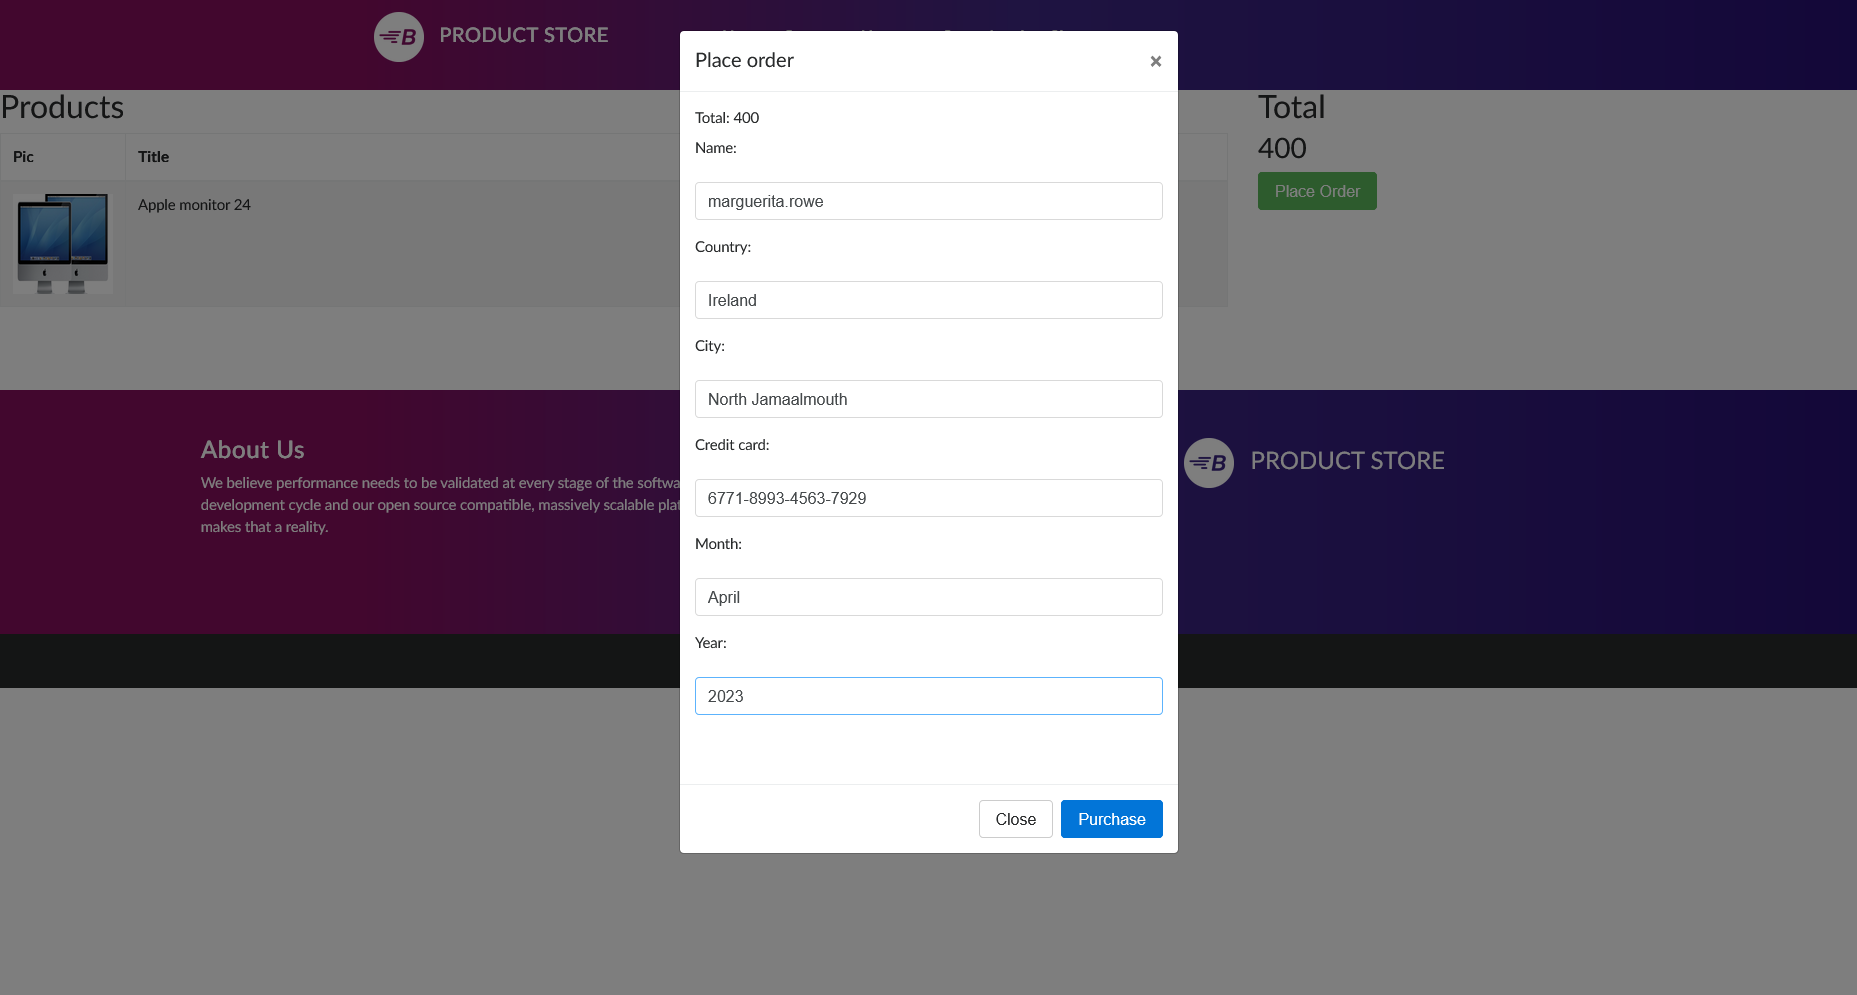 B PRODUCT STORE
Place order
×
Products
Total
Total: 400
400
Pic
Title
Name:
Place Order
Apple monitor 24
marguerita.rowe
Country:
Ireland
City:
North Jamaalmouth
Credit card:
6771-8993-4563-7929
Month:
April
Year:
2023
About Us
We believe performance needs to be validated at every stage of the softwa
development cycle and our open source compatible, massively scalable plat
makes that a reality.
B PRODUCT STORE
Close
Purchase